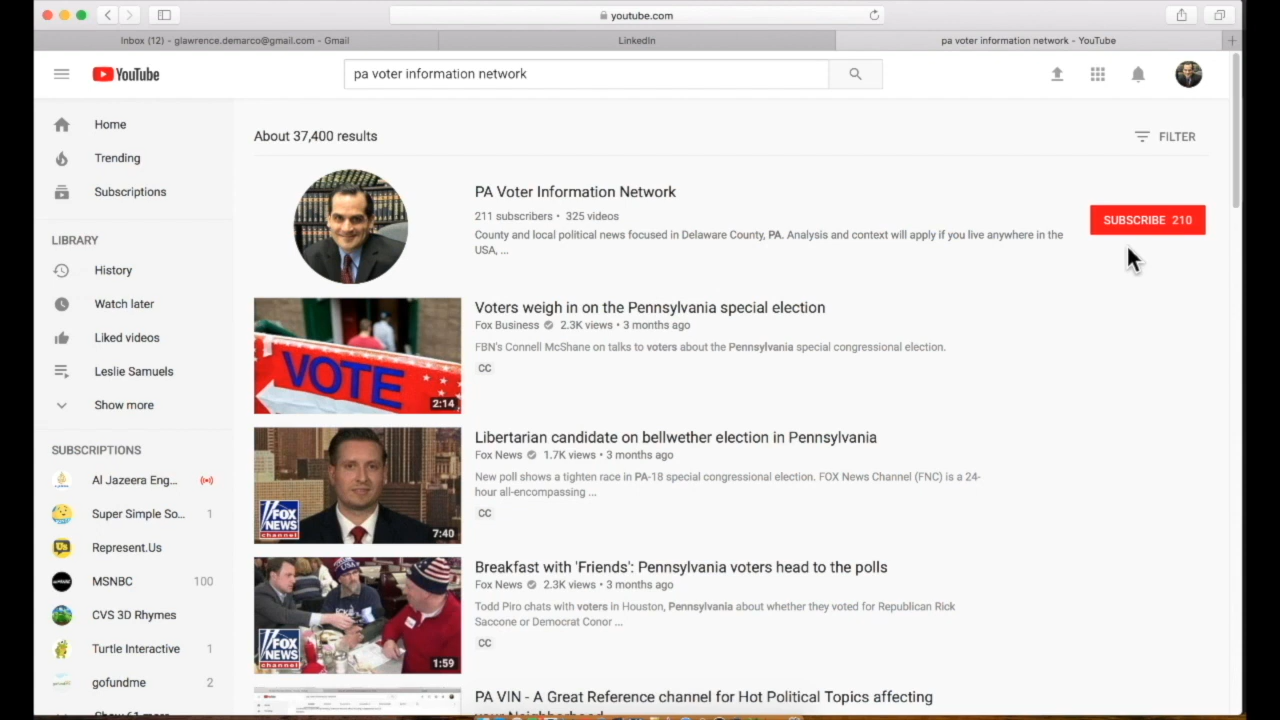 youtube.com
Inbox (12) - glawrence.demarco@gmail.com - Gmail
LinkedIn
pa voter information network - YouTube
YouTube
pa voter information network
Home
Trending
Subscriptions
LIBRARY
History
Watch later
Liked videos
Leslie Samuels
Show more
SUBSCRIPTIONS
Al Jazeera Eng...
Super Simple So... 1
Represent.Us
MSNBC 100
CVS 3D Rhymes
Turtle Interactive 1
gofundme 2
About 37,400 results
FILTER
PA Voter Information Network
211 subscribers • 325 videos
County and local political news focused in Delaware County, PA. Analysis and context will apply if you live anywhere in the
USA, ...
SUBSCRIBE 210
VOTE
2:14
Voters weigh in on the Pennsylvania special election
Fox Business 2.3K views • 3 months ago
FBN's Connell McShane on talks to voters about the Pennsylvania special congressional election.
CC
FOX
NEWS
channel
7:40
Libertarian candidate on bellwether election in Pennsylvania
Fox News 1.7K views • 3 months ago
New poll shows a tighten race in PA-18 special congressional election. FOX News Channel (FNC) is a 24-
hour all-encompassing ...
CC
FOX
NEWS
channel
1:59
Breakfast with 'Friends': Pennsylvania voters head to the polls
Fox News 2.3K views • 3 months ago
Todd Piro chats with voters in Houston, Pennsylvania about whether they voted for Republican Rick
Saccone or Democrat Conor ...
CC
PA VIN - A Great Reference channel for Hot Political Topics affecting